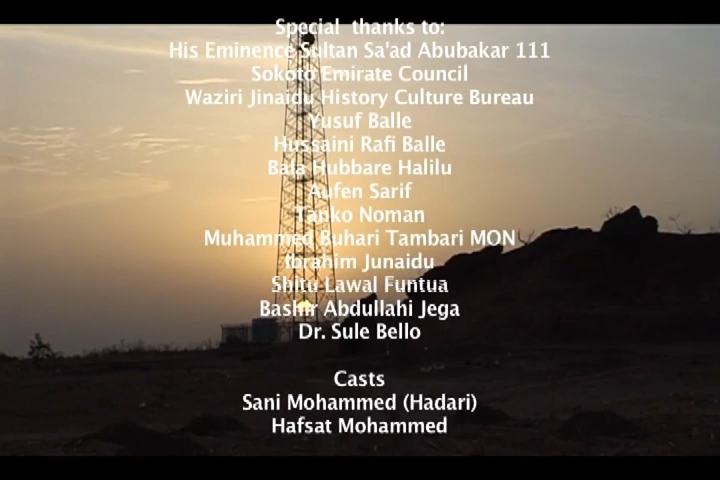 Special thanks to:
His Eminence Sultan Sa'ad Abubakar 111
Sokoto Emirate Council
Waziri Jinaidu History Culture Bureau
Yusuf Balle
Hussaini Rafi Balle
Bala Hubbare Halilu
Aufen Sarif
Tanko Noman
Muhammed Buhari Tambari MON
Ibrahim Junaidu
Shitu Lawal Funtua
Bashir Abdullahi Jega
Dr. Sule Bello
Casts
Sani Mohammed (Hadari)
Hafsat Mohammed